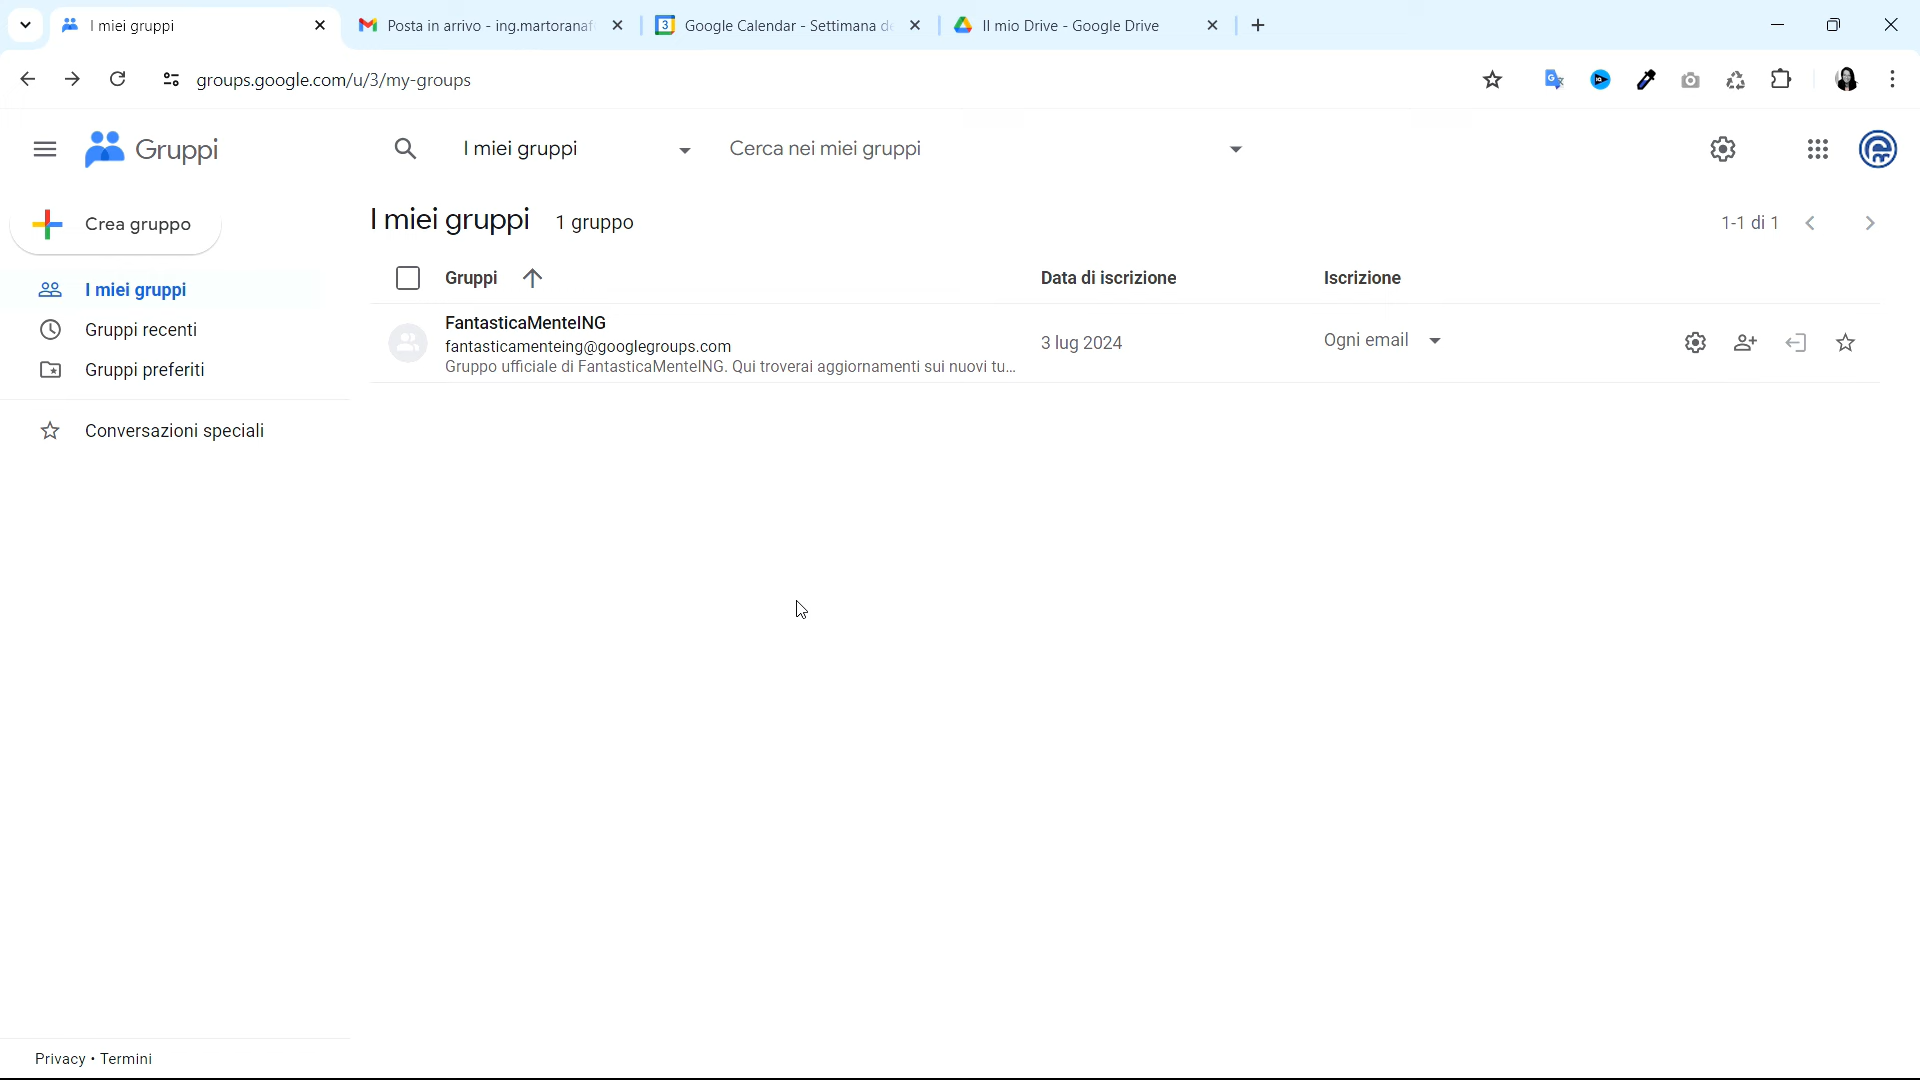 I miei gruppi
Posta in arrivo - ing.martoranaf
Google Calendar - Settimana de
Il mio Drive - Google Drive
groups.google.com/u/3/my-groups
Gruppi
I miei gruppi
Cerca nei miei gruppi
Crea gruppo
I miei gruppi 1 gruppo
1-1 di 1
Gruppi
Data di iscrizione
Iscrizione
I miei gruppi
Gruppi recenti
Gruppi preferiti
Conversazioni speciali
FantasticaMenteING
fantasticamenteing@googlegroups.com
Gruppo ufficiale di FantasticaMenteING. Qui troverai aggiornamenti sui nuovi tu...
3 lug 2024
Ogni email
Privacy • Termini